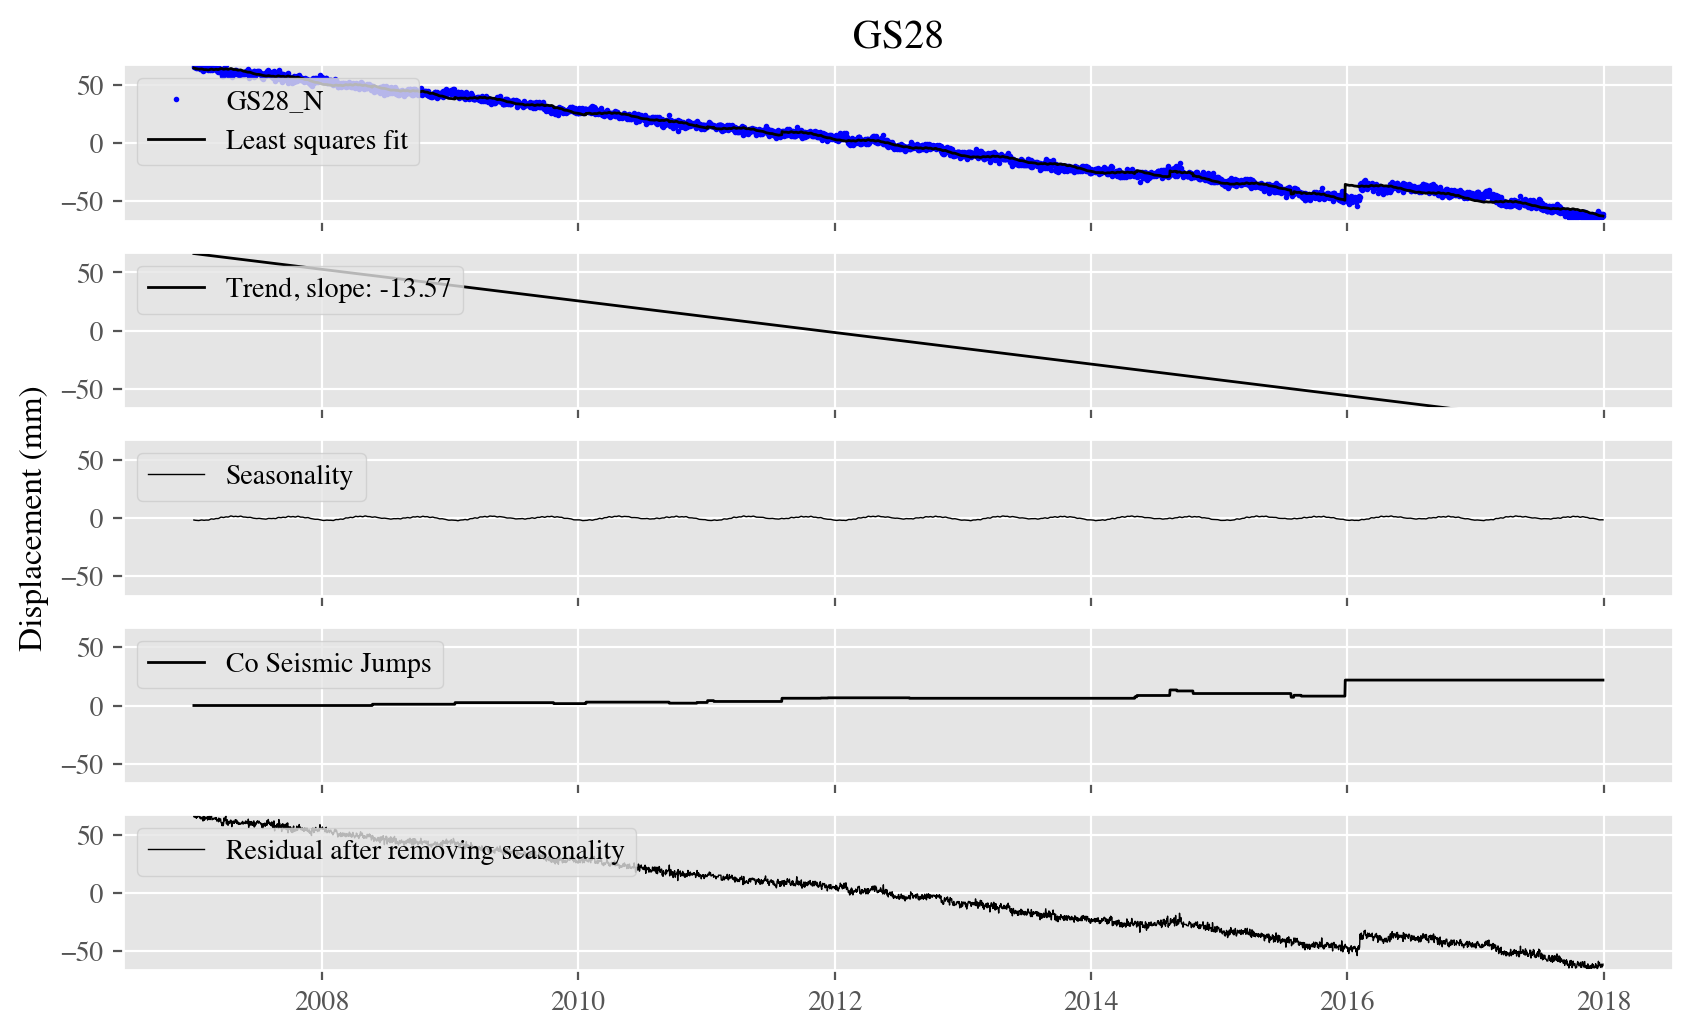 GS28
50
0
−50
GS28_N
Least squares fit
50
0
−50
Trend, slope: -13.57
Displacement (mm)
50
0
−50
Seasonality
50
0
−50
Co Seismic Jumps
50
0
−50
Residual after removing seasonality
2008 2010 2012 2014 2016 2018